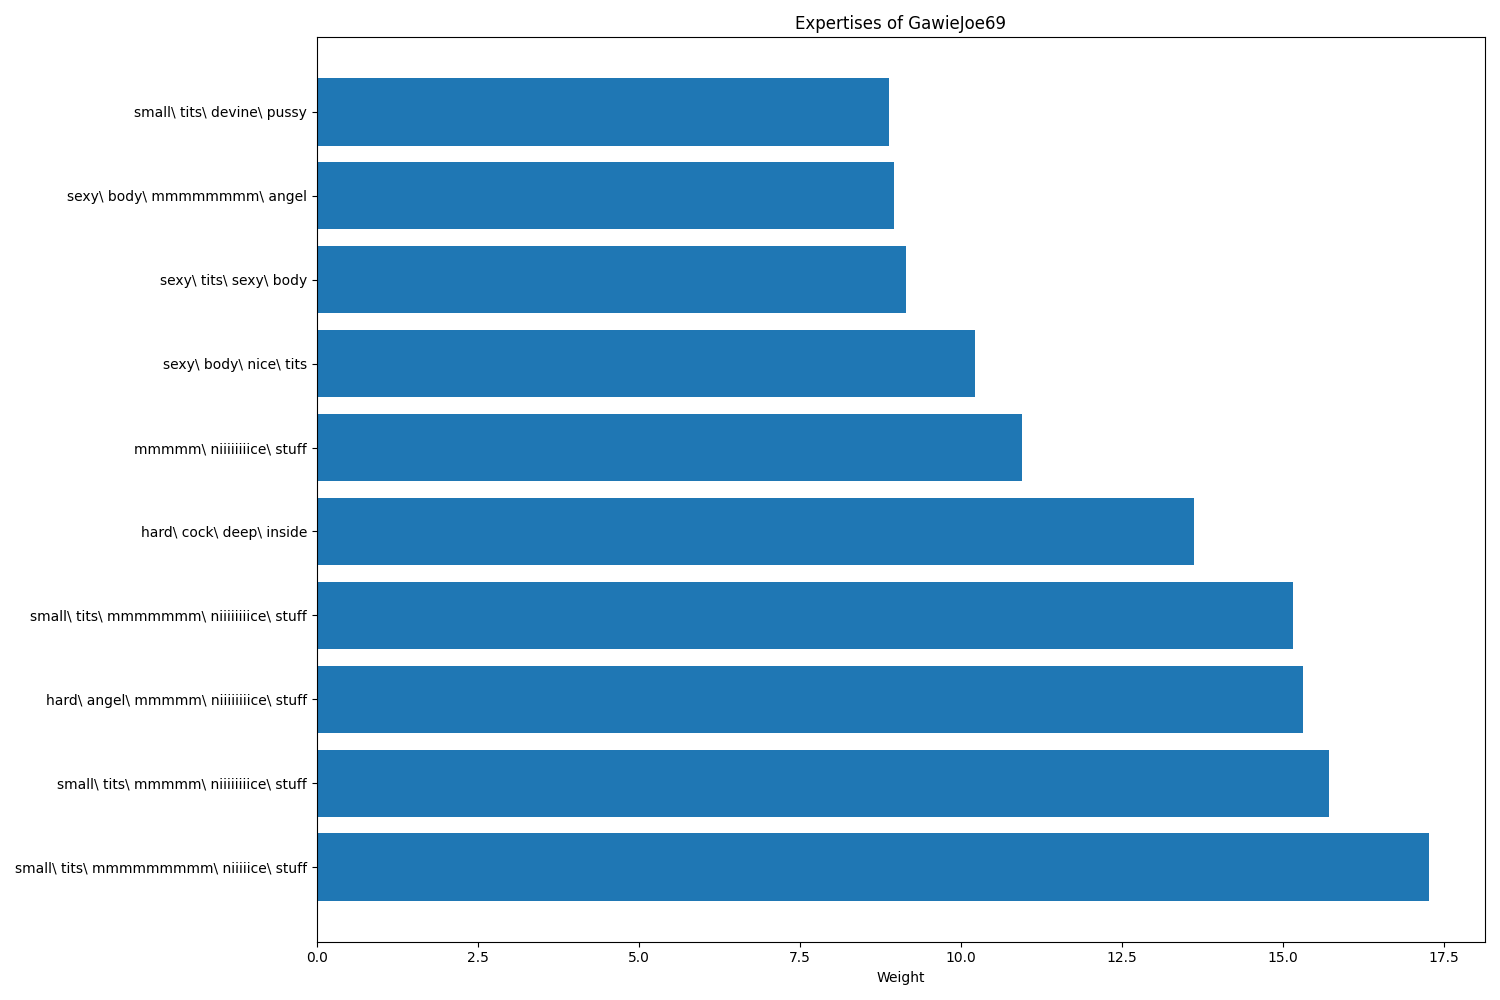 Expertises of GawieJoe69
small\ tits\ devine\ pussy
sexy\ body\ mmmmmmmm\ angel
sexy\ tits\ sexy\ body
sexy\ body\ nice\ tits
mmmmm\ niiiiiiiice\ stuff
hard\ cock\ deep\ inside
small\ tits\ mmmmmmm\ niiiiiiiice\ stuff
hard\ angel\ mmmmm\ niiiiiiiice\ stuff
small\ tits\ mmmmm\ niiiiiiiice\ stuff
small\ tits\ mmmmmmmmm\ niiiiice\ stuff
0.0 2.5 5.0 7.5 10.0 12.5 15.0 17.5
Weight